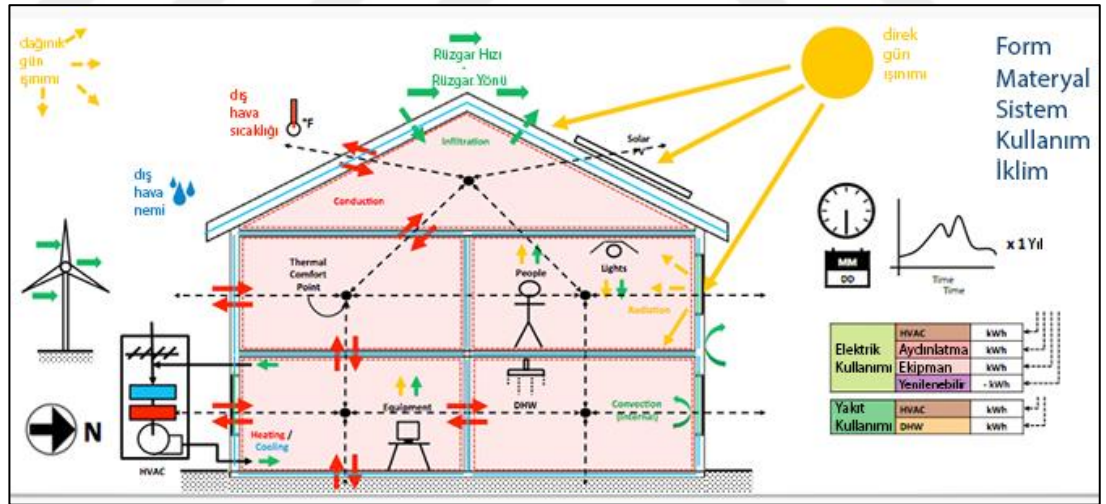 dağınık
gün
ışınımı
Rüzgar Hızı
Rüzgar Yönü
direk
gün
ışınımı
Form
Materyal
Sistem
Kullanım
İklim
dış
hava
sıcaklığı
°F
Infiltration
Solar
PV
dış
hava
nemi
Conduction
Thermal
Comfort
Point
People
Lights
Radiation
MM
DD
x 1 Yıl
Time
Time
Elektrik
Kullanımı
HVAC kWh
Aydınlatma kWh
Ekipman kWh
Yenilenebilir - kWh
Yakıt
Kullanımı
HVAC kWh
DHW kWh
N
HVAC
Heating /
Cooling
Equipment
DHW
Convection
(internal)